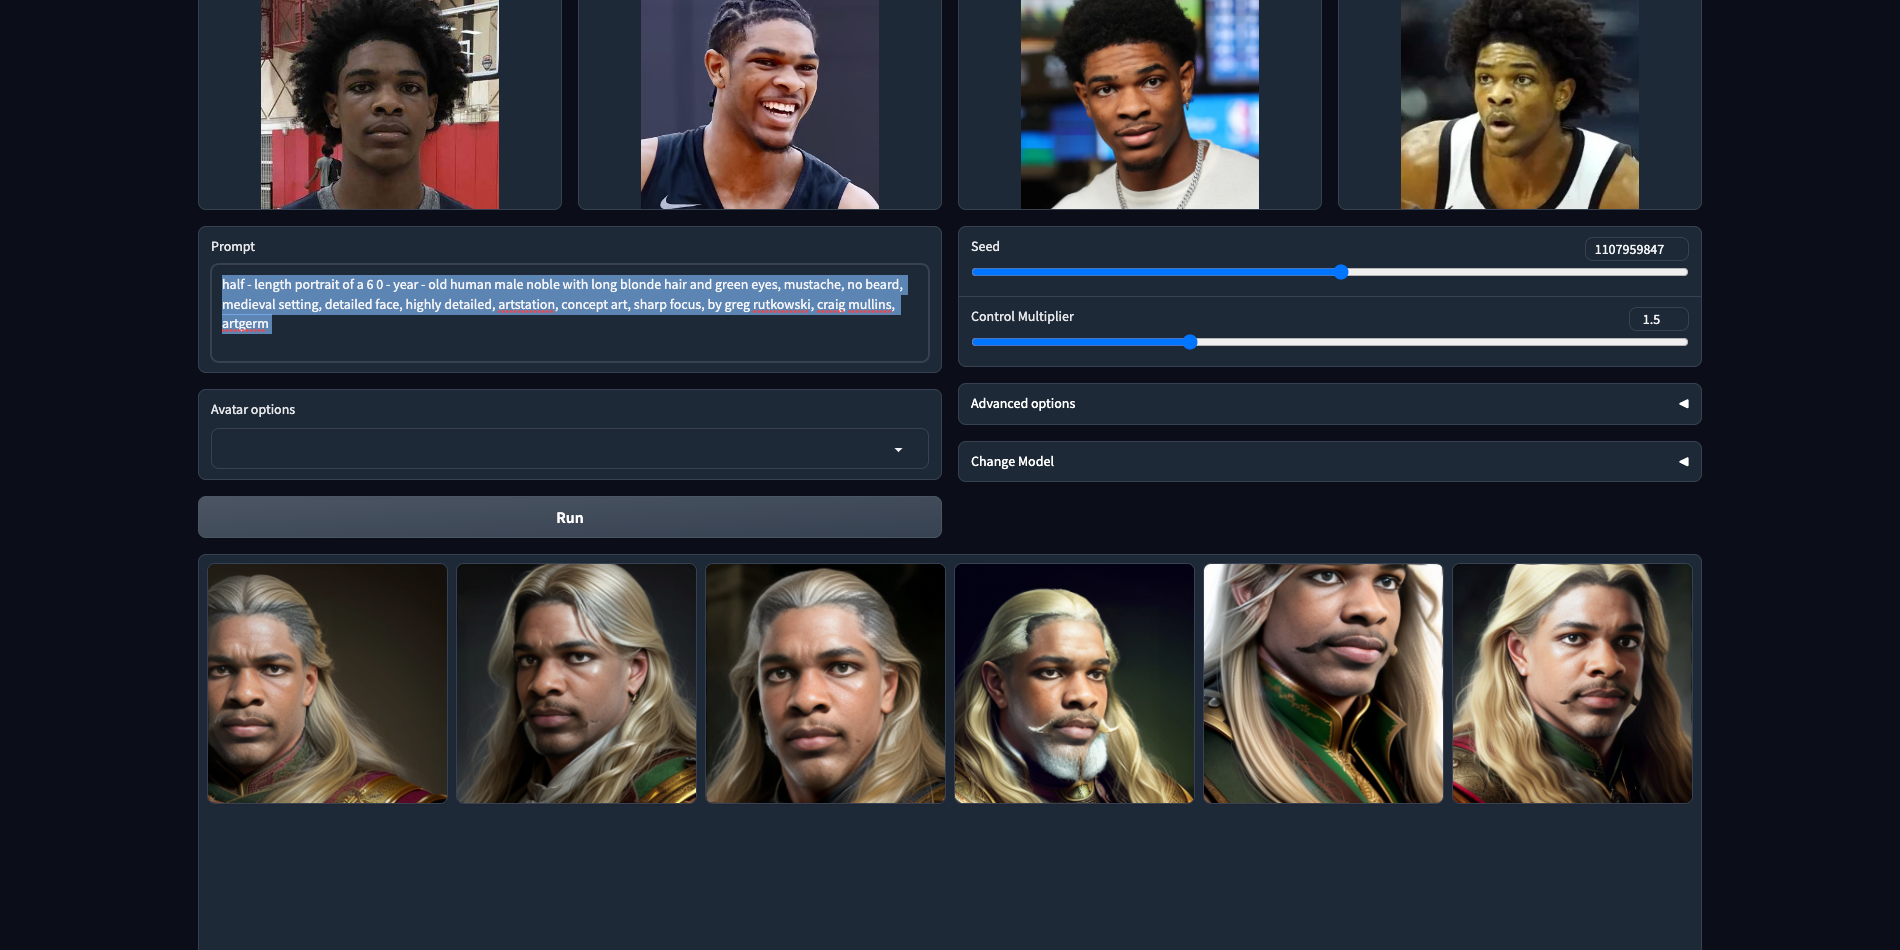 Prompt
half - length portrait of a 6 0 - year - old human male noble with long blonde hair and green eyes, mustache, no beard,
medieval setting, detailed face, highly detailed, artstation, concept art, sharp focus, by greg rutkowski, craig mullins,
artgerm
Avatar options
Run
Seed
1107959847
Control Multiplier
1.5
Advanced options
Change Model